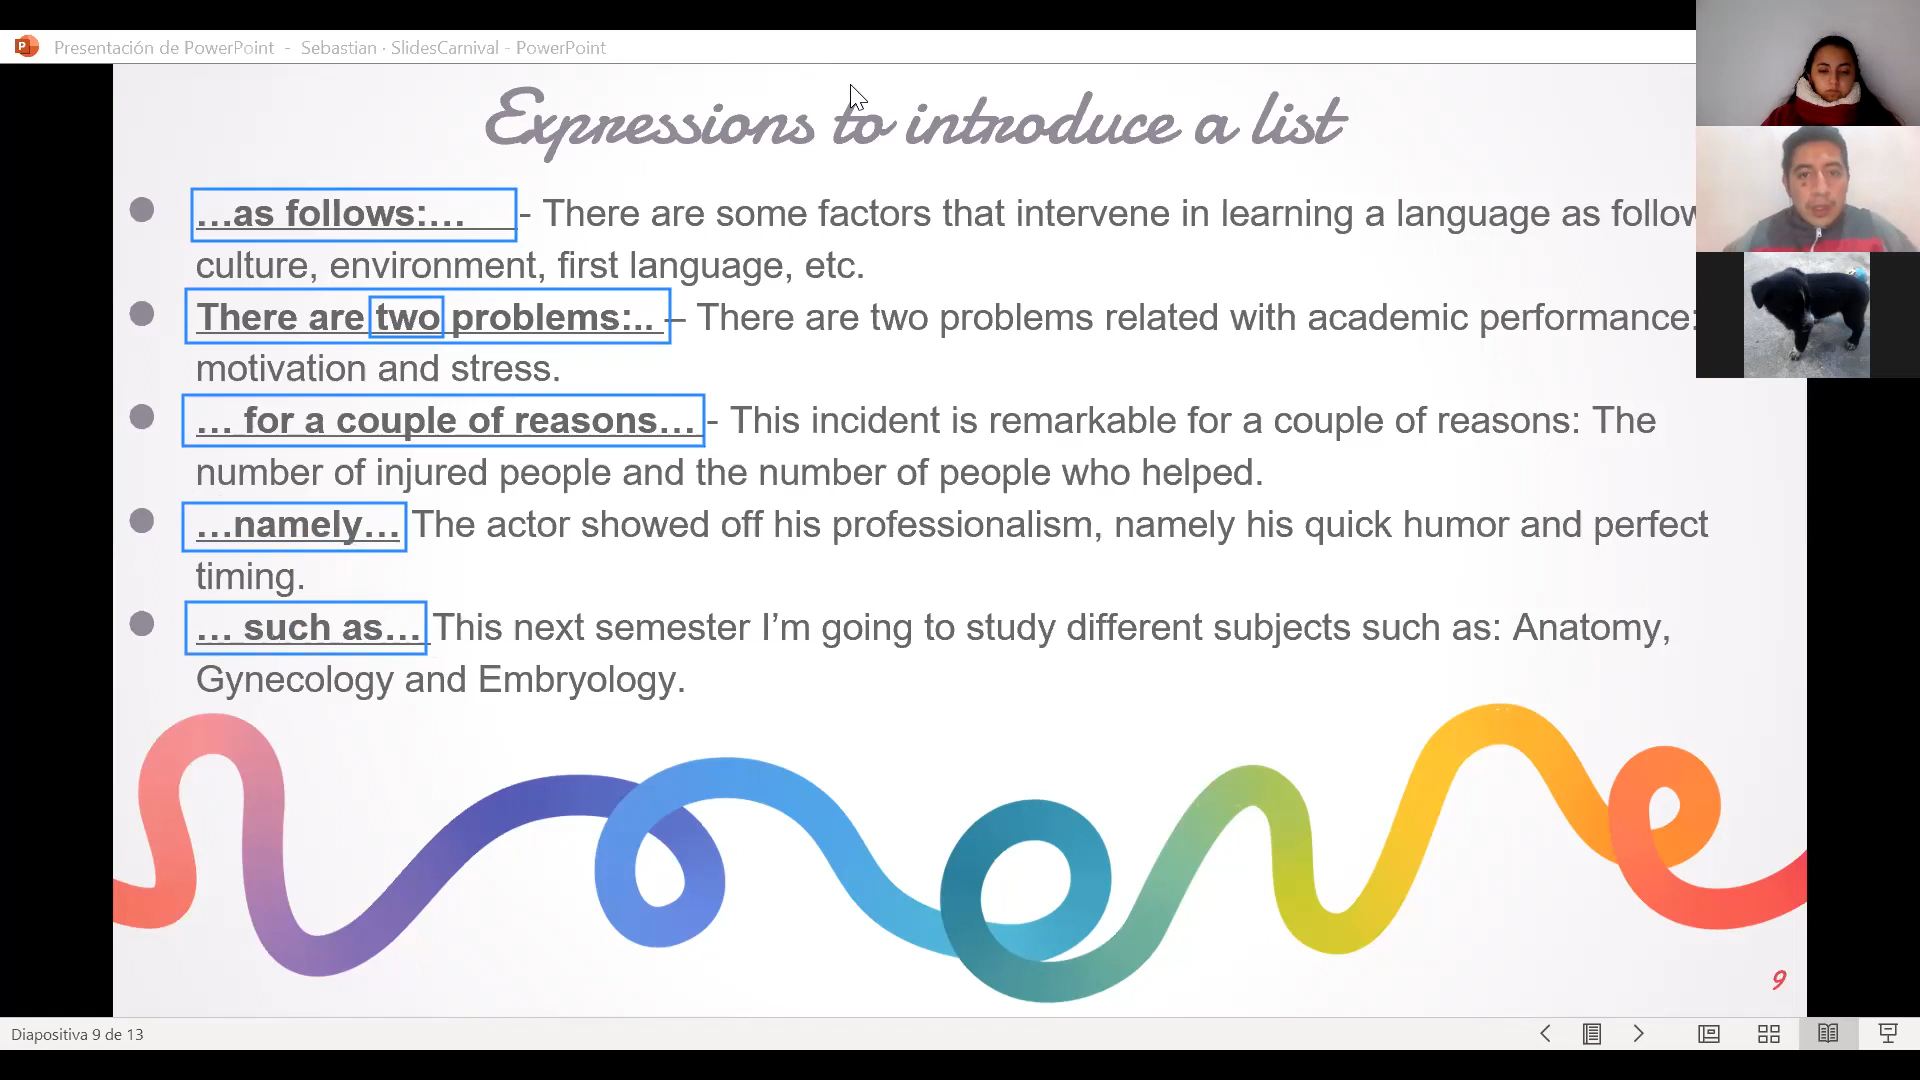 Presentación de PowerPoint - Sebastian · SlidesCarnival - PowerPoint
Expressions to introduce a list
…as follows:… - There are some factors that intervene in learning a language as follow
culture, environment, first language, etc.
There are two problems:.. – There are two problems related with academic performance:
motivation and stress.
… for a couple of reasons… - This incident is remarkable for a couple of reasons: The
number of injured people and the number of people who helped.
…namely… The actor showed off his professionalism, namely his quick humor and perfect
timing.
… such as… This next semester I’m going to study different subjects such as: Anatomy,
Gynecology and Embryology.
9
Diapositiva 9 de 13